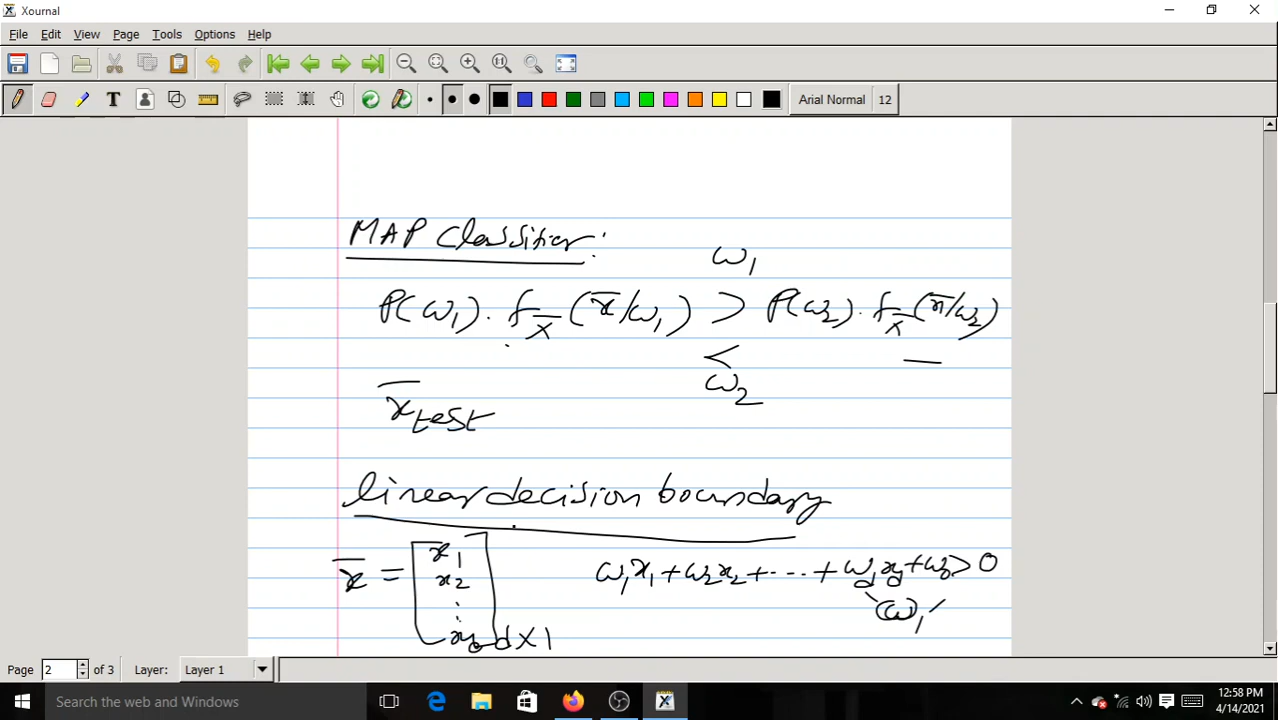 Xournal
File Edit View Page Tools Options Help
Arial Normal 12
MAP Classifier:
ω1
P(ω1). f_X̄ (x̄/ω1) > P(ω2). f_X̄ (x̄/ω2)
<
ω2
x̄test
linear decision boundary
x̄ = [x1 x2 ⋮ xd] d×1
ω1x1 + ω2x2 + ... + ωdxd + ω0 > 0
(ω1
Page 2 of 3 Layer: Layer 1
Search the web and Windows
12:58 PM
4/14/2021